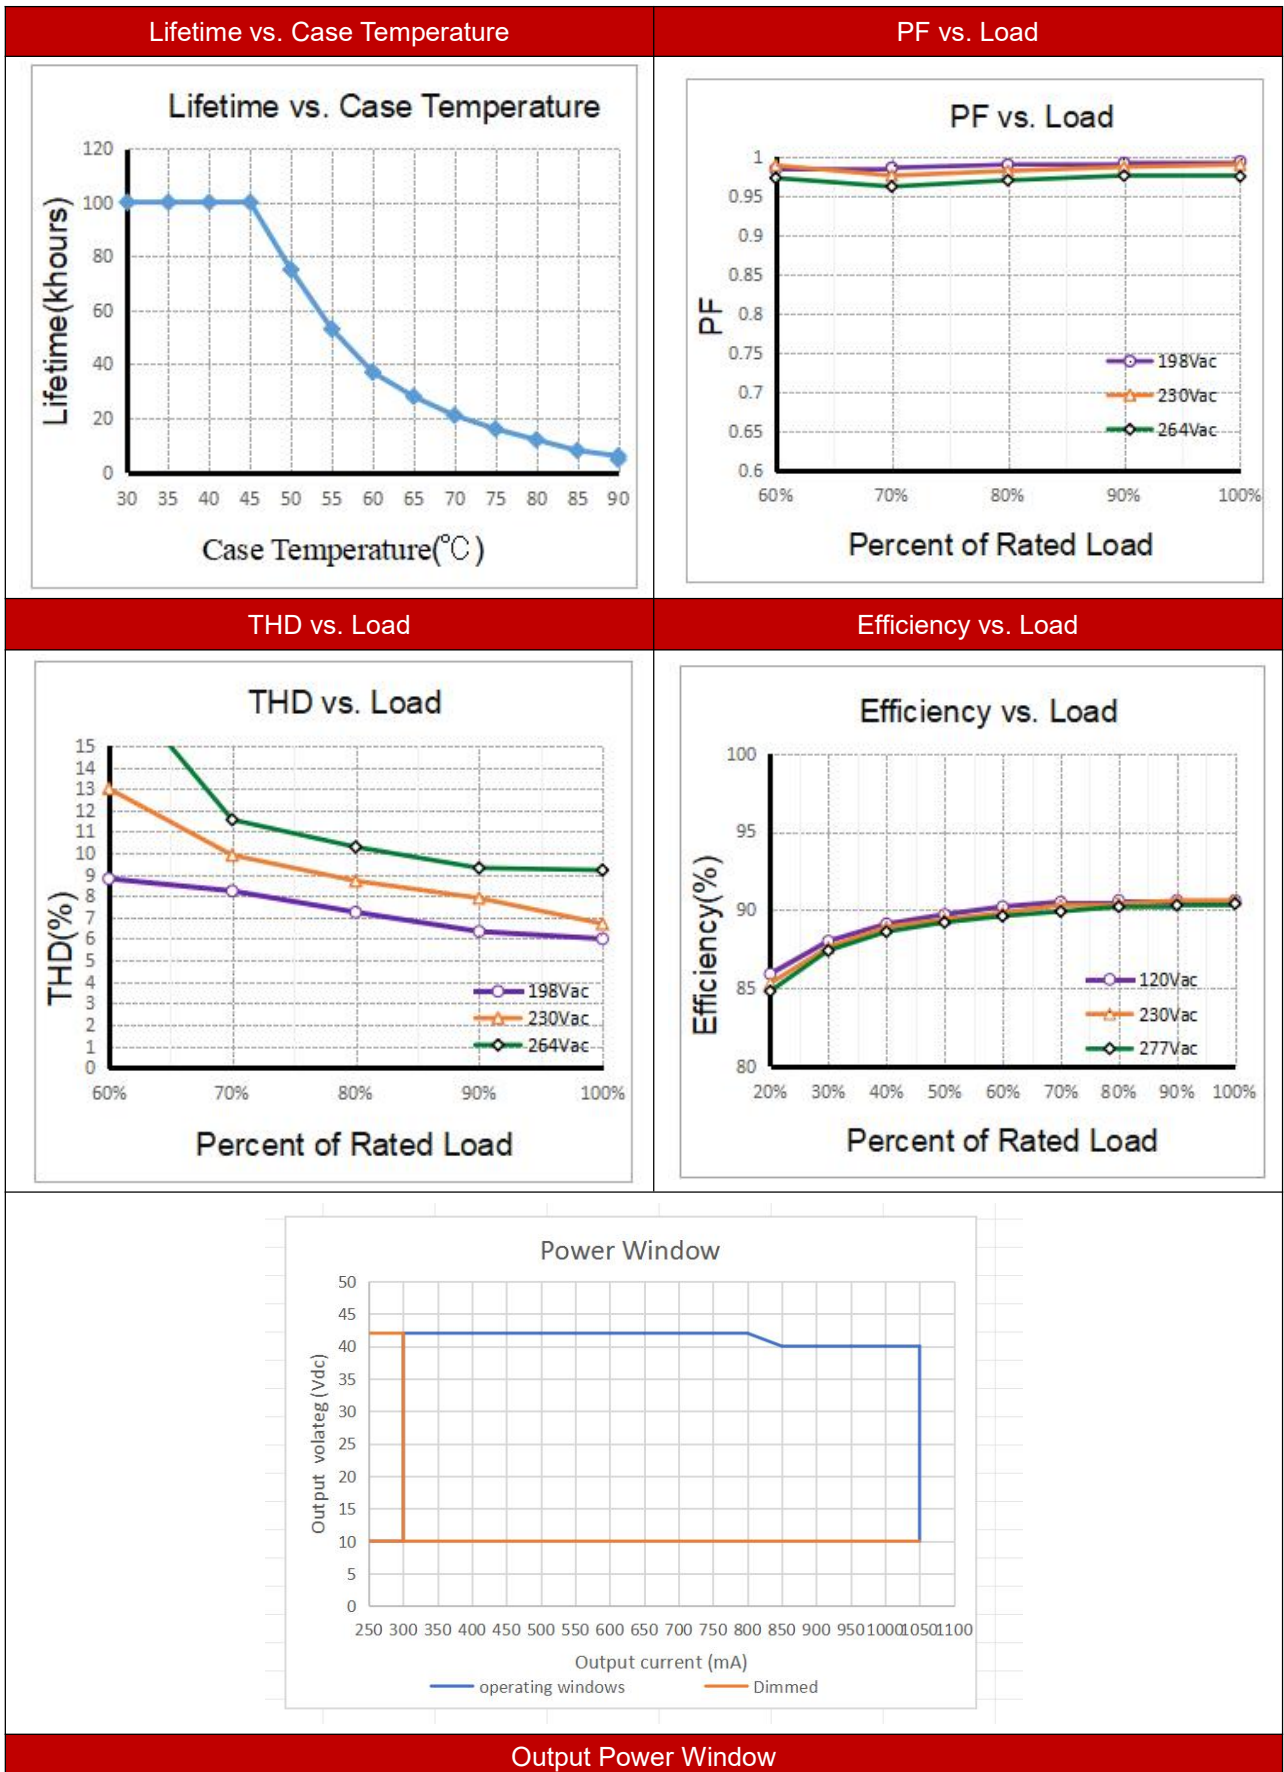 Lifetime vs. Case Temperature
PF vs. Load
Lifetime vs. Case Temperature
120
100
80
60
40
20
0
Lifetime(khours)
30 35 40 45 50 55 60 65 70 75 80 85 90
Case Temperature(℃)
PF vs. Load
1
0.95
0.9
0.85
0.8
0.75
0.7
0.65
0.6
PF
198Vac
230Vac
264Vac
60% 70% 80% 90% 100%
Percent of Rated Load
THD vs. Load
Efficiency vs. Load
THD vs. Load
15
14
13
12
11
10
9
8
7
6
5
4
3
2
1
0
THD(%)
198Vac
230Vac
264Vac
60% 70% 80% 90% 100%
Percent of Rated Load
Efficiency vs. Load
100
95
90
85
80
Efficiency(%)
120Vac
230Vac
277Vac
20% 30% 40% 50% 60% 70% 80% 90% 100%
Percent of Rated Load
Power Window
50
45
40
35
30
25
20
15
10
5
0
Output volateg (Vdc)
250 300 350 400 450 500 550 600 650 700 750 800 850 900 950 1000 1050 1100
Output current (mA)
operating windows Dimmed
Output Power Window